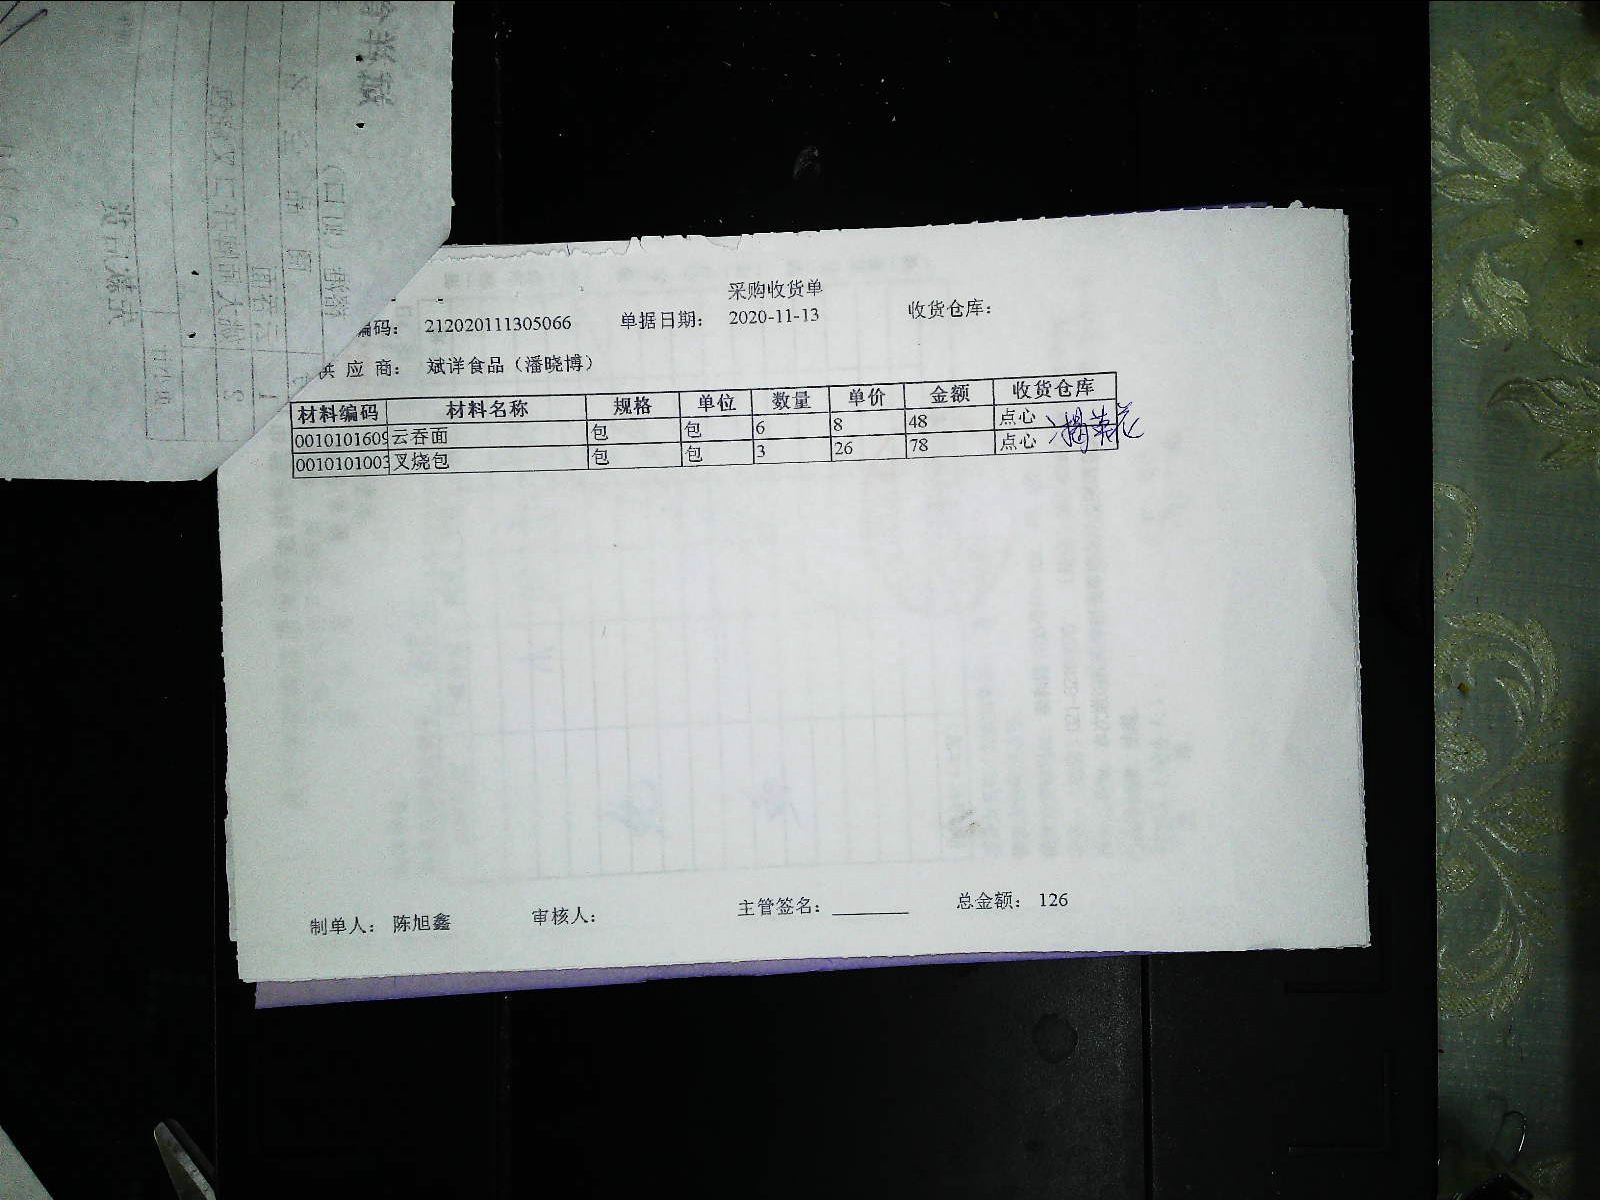 采购收货单
编码： 212020111305066 单据日期： 2020-11-13 收货仓库：
供 应 商： 斌洋食品（潘晓博）
材料编码 材料名称 规格 单位 数量 单价 金额 收货仓库
0010101609 云吞面 包 包 6 8 48 点心
0010101003 叉烧包 包 包 3 26 78 点心
制单人： 陈旭鑫 审核人： 主管签名：________ 总金额： 126